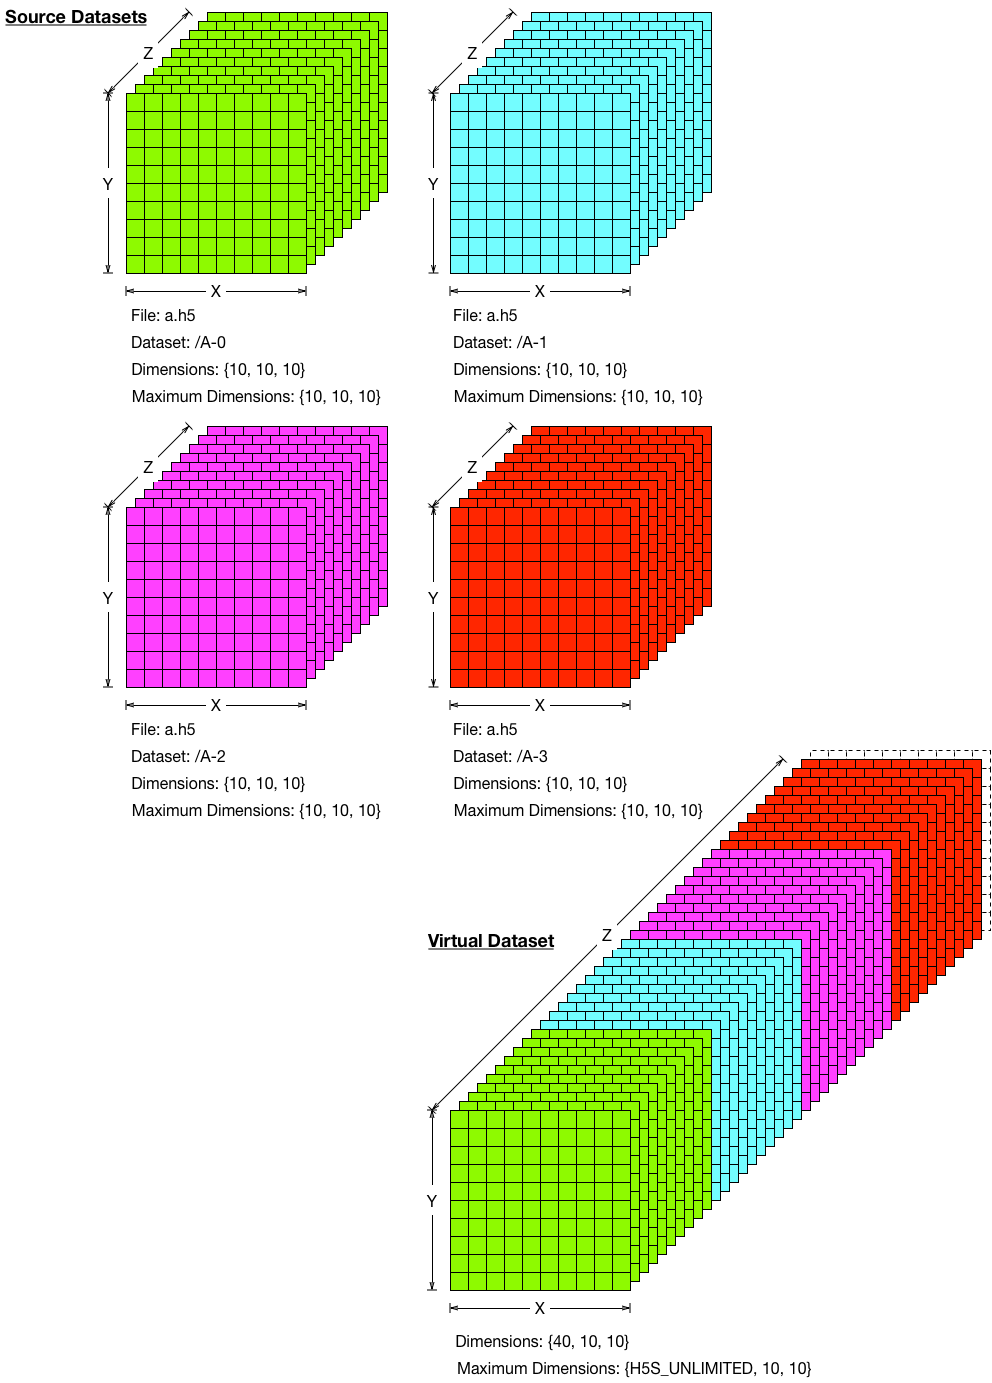 Source Datasets
Z
Z
Y
Y
X
X
File: a.h5
File: a.h5
Dataset: /A-0
Dataset: /A-1
Dimensions: {10, 10, 10}
Dimensions: {10, 10, 10}
Maximum Dimensions: {10, 10, 10}
Maximum Dimensions: {10, 10, 10}
Z
Z
Y
Y
X
X
File: a.h5
File: a.h5
Dataset: /A-2
Dataset: /A-3
Dimensions: {10, 10, 10}
Dimensions: {10, 10, 10}
Maximum Dimensions: {10, 10, 10}
Maximum Dimensions: {10, 10, 10}
Virtual Dataset
Z
Y
X
Dimensions: {40, 10, 10}
Maximum Dimensions: {H5S_UNLIMITED, 10, 10}